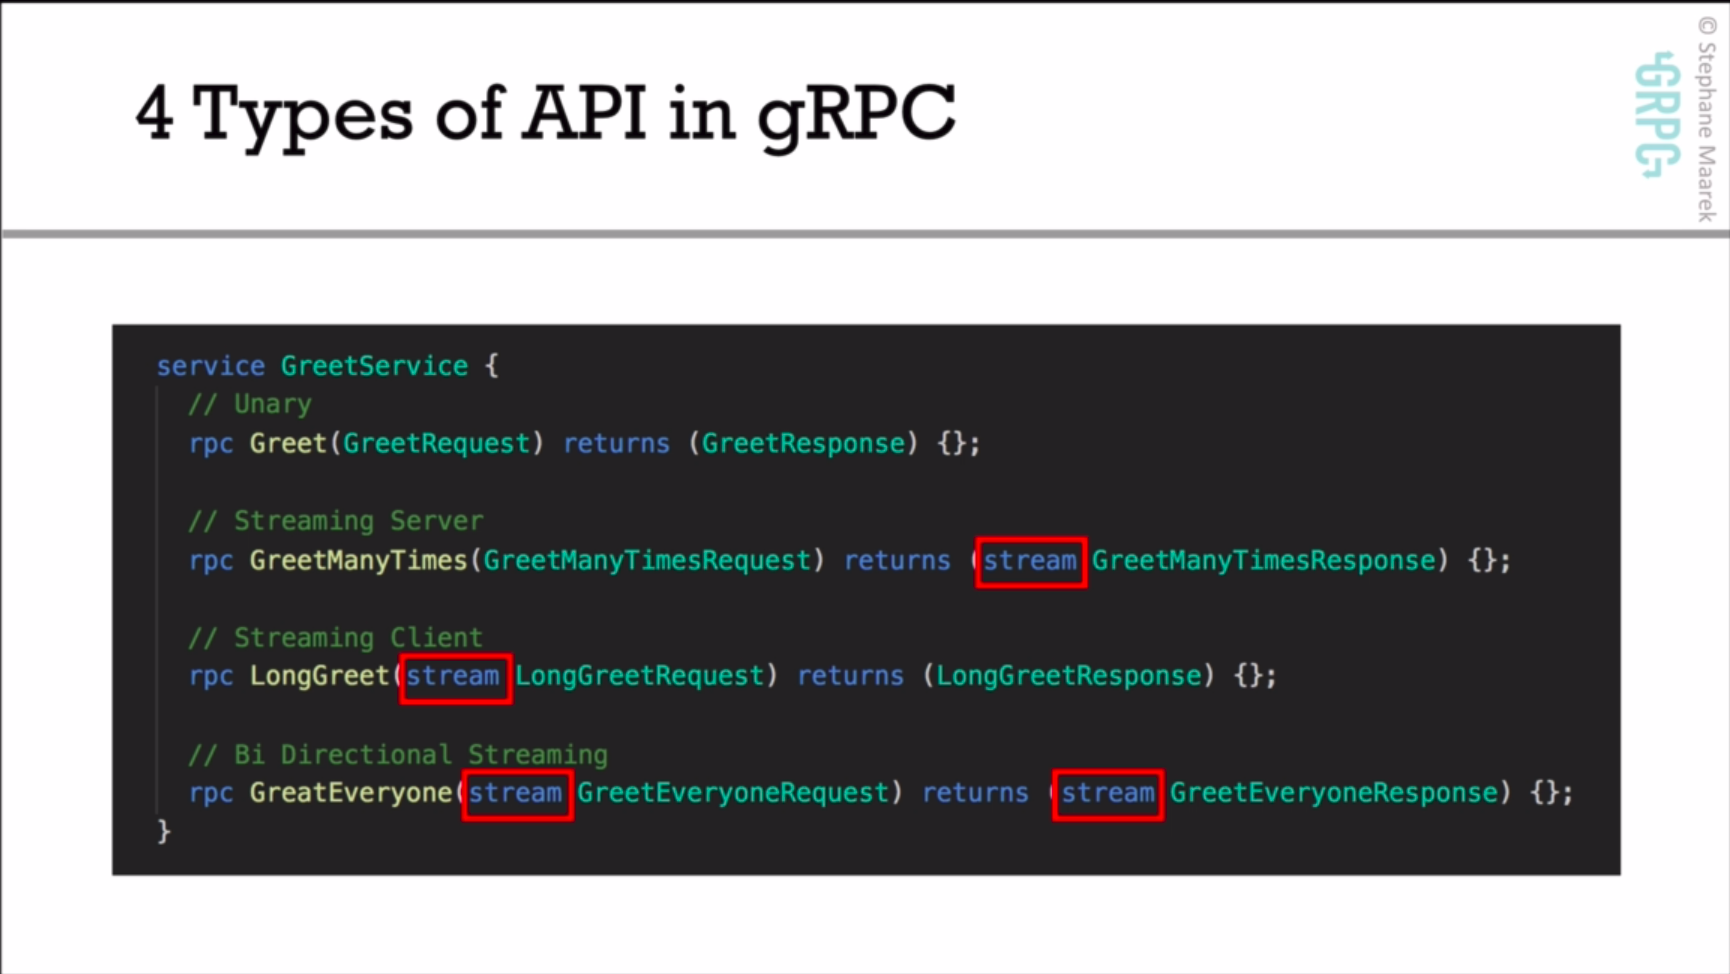 4 Types of API in gRPC
GRPC
© Stephane Maarek
service GreetService {
// Unary
rpc Greet(GreetRequest) returns (GreetResponse) {};
// Streaming Server
rpc GreetManyTimes(GreetManyTimesRequest) returns (stream GreetManyTimesResponse) {};
// Streaming Client
rpc LongGreet(stream LongGreetRequest) returns (LongGreetResponse) {};
// Bi Directional Streaming
rpc GreatEveryone(stream GreetEveryoneRequest) returns (stream GreetEveryoneResponse) {};
}